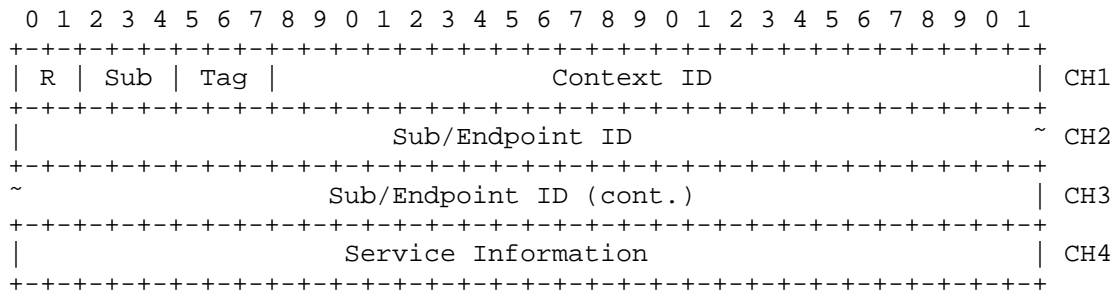 0 1 2 3 4 5 6 7 8 9 0 1 2 3 4 5 6 7 8 9 0 1 2 3 4 5 6 7 8 9 0 1
+-+-+-+-+-+-+-+-+-+-+-+-+-+-+-+-+-+-+-+-+-+-+-+-+-+-+-+-+-+-+-+-+
| R | Sub | Tag |                 Context ID                    | CH1
+-+-+-+-+-+-+-+-+-+-+-+-+-+-+-+-+-+-+-+-+-+-+-+-+-+-+-+-+-+-+-+-+
|                       Sub/Endpoint ID                         ~ CH2
+-+-+-+-+-+-+-+-+-+-+-+-+-+-+-+-+-+-+-+-+-+-+-+-+-+-+-+-+-+-+-+-+
~                   Sub/Endpoint ID (cont.)                     | CH3
+-+-+-+-+-+-+-+-+-+-+-+-+-+-+-+-+-+-+-+-+-+-+-+-+-+-+-+-+-+-+-+-+
|                    Service Information                        | CH4
+-+-+-+-+-+-+-+-+-+-+-+-+-+-+-+-+-+-+-+-+-+-+-+-+-+-+-+-+-+-+-+-+